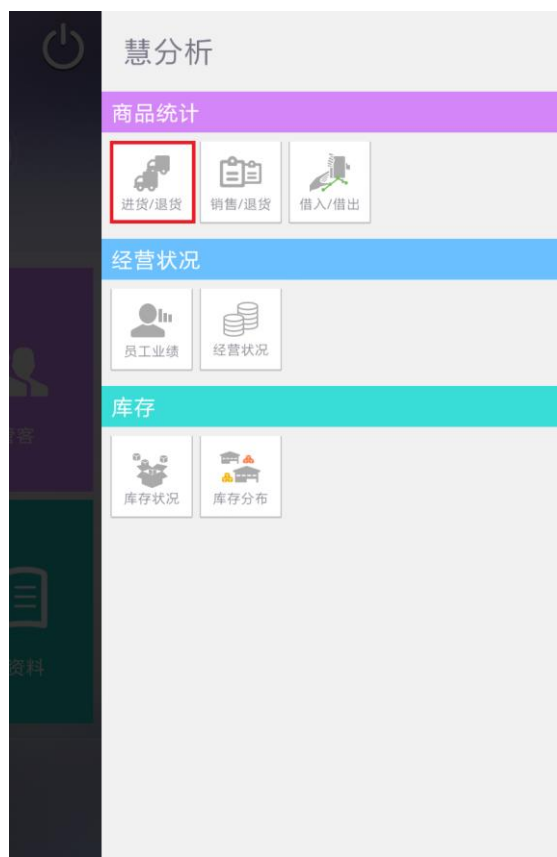 慧分析
商品统计
进货/退货 销售/退货 借入/借出
经营状况
员工业绩 经营状况
客
库存
库存状况 库存分布
资料